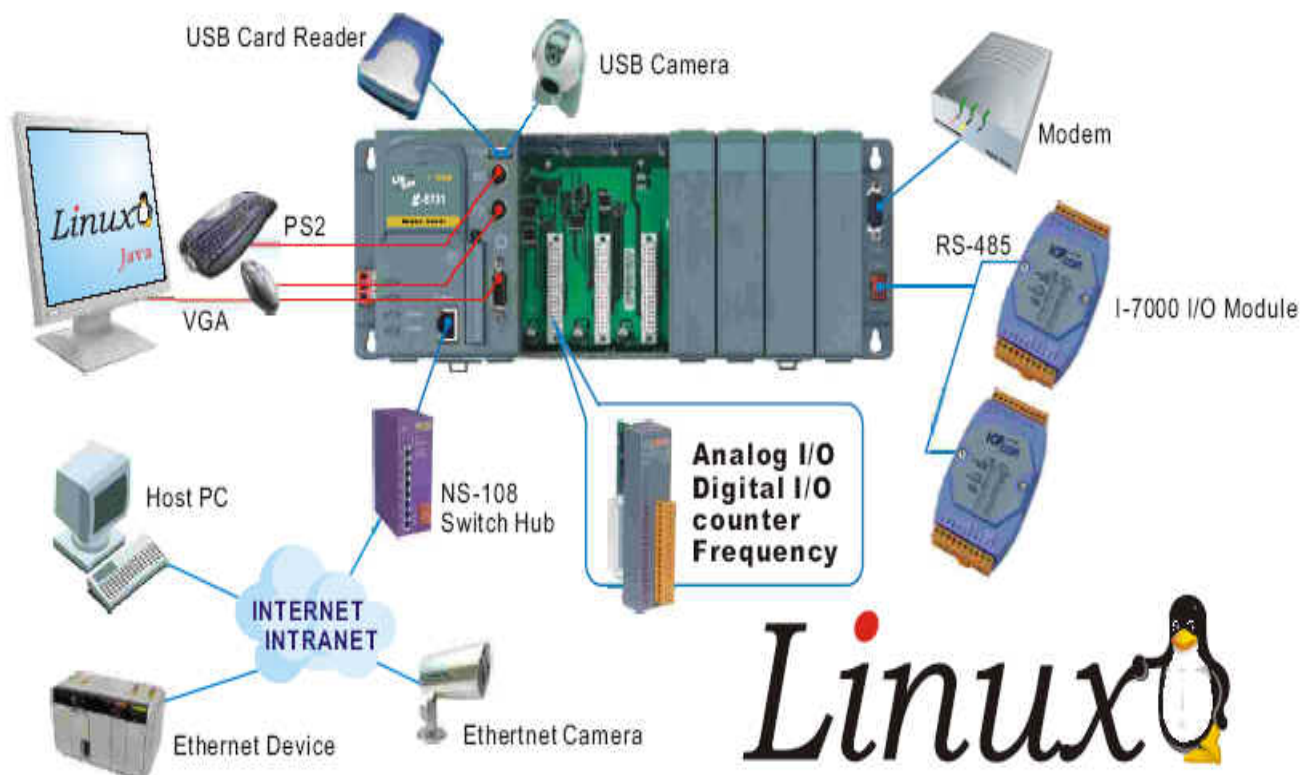 USB Card Reader
USB Camera
Modem
Linux
Java
PS2
VGA
RS-485
I-7000 I/O Module
Analog I/O
Digital I/O
counter
Frequency
NS-108
Switch Hub
Host PC
INTERNET
INTRANET
Ethernet Device
Ethertnet Camera
Linux